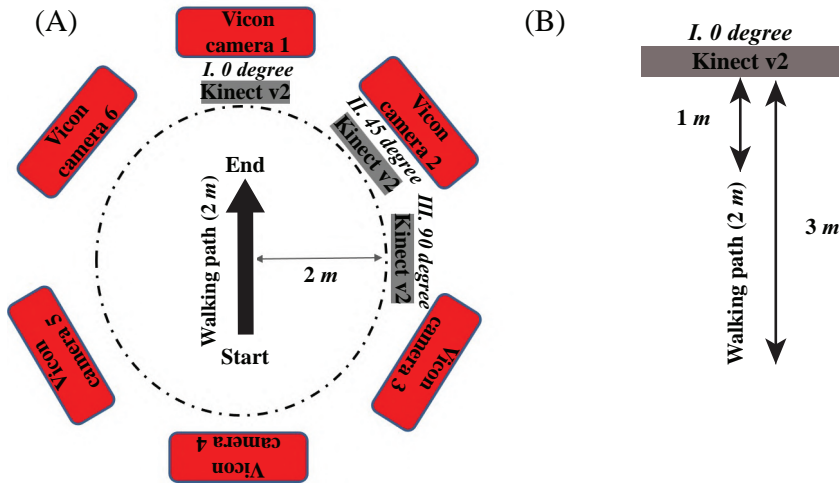 (A)
Vicon
camera 1
I. 0 degree
Kinect v2
Vicon
camera 2
II. 45 degree
Kinect v2
III. 90 degree
Kinect v2
Vicon
camera 6
End
Walking path (2 m)
2 m
Start
Vicon
camera 5
Vicon
camera 3
Vicon
camera 4
(B)
I. 0 degree
Kinect v2
1 m
Walking path (2 m)
3 m